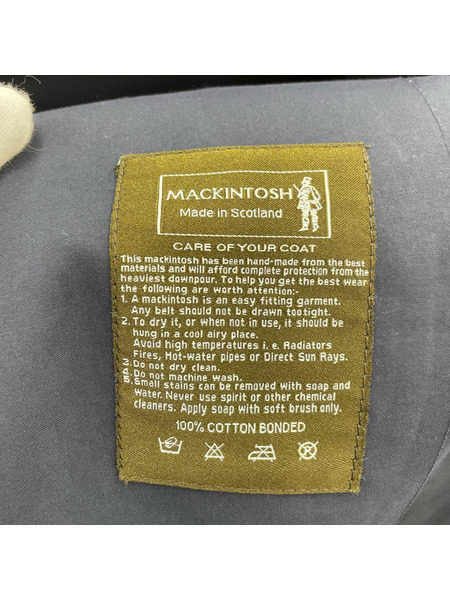 MACKINTOSH
Made in Scotland
CARE OF YOUR COAT
This mackintosh has been hand-made from the best
materials and will afford complete protection from the
heaviest downpour. To help you get the best wear
the following are worth attention:-
1. A mackintosh is an easy fitting garment.
Any belt should not be drawn too tight.
2. To dry it, or when not in use, it should be
hung in a cool airy place.
Avoid high temperatures i. e. Radiators
Fires, Hot-water pipes or Direct Sun Rays.
3. Do not dry clean.
4. Do not machine wash.
5. Small stains can be removed with soap and
Water. Never use spirit or other chemical
cleaners. Apply soap with soft brush only.
100% COTTON BONDED